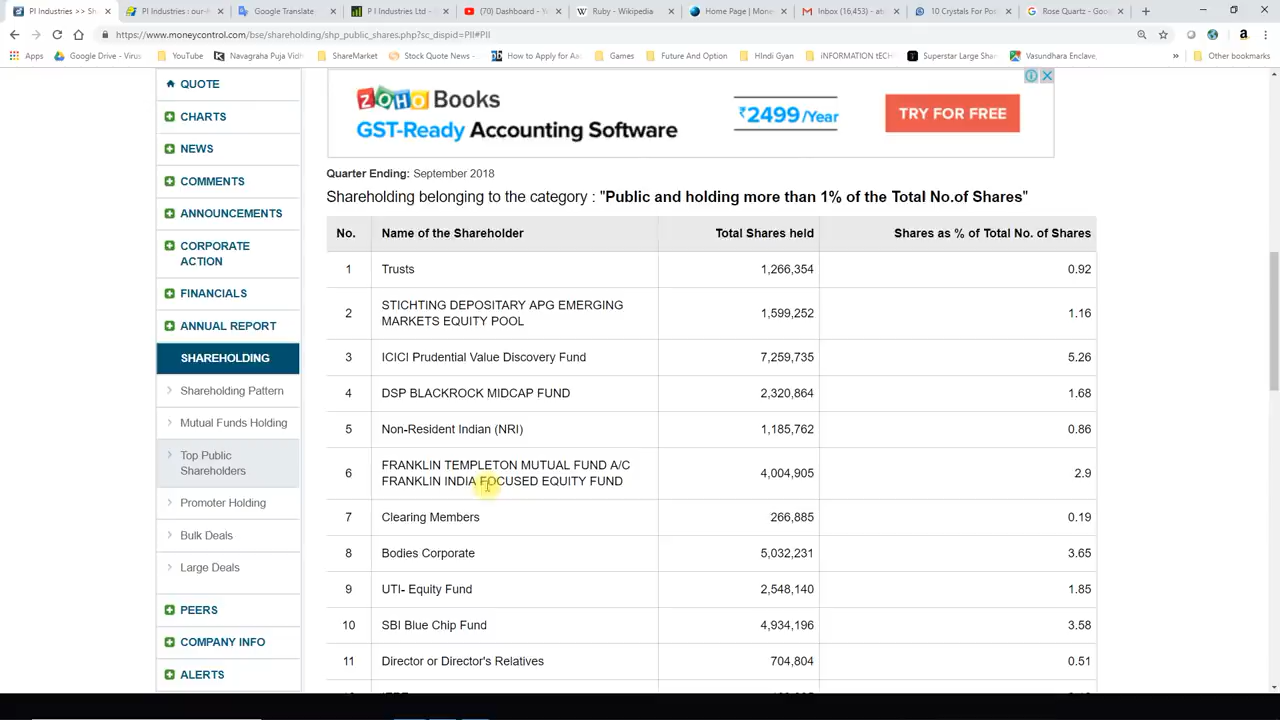 PI Industries >> Sh
PI Industries : our-
Google Translate
P I Industries Ltd -
(70) Dashboard - Y
Ruby - Wikipedia
Home Page | Mone
Inbox (16,453) - at
10 Crystals For Po
Rose Quartz - Goo
https://www.moneycontrol.com/bse/shareholding/shp_public_shares.php?sc_dispid=PII#PII
Apps
Google Drive - Virus
YouTube
Navagraha Puja Vidh
ShareMarket
Stock Quote News -
How to Apply for Aa
Games
Future And Option
HIndi Gyan
iNFORMATION tECH
Superstar Large Shar
Vasundhara Enclave
»
Other bookmarks
QUOTE
CHARTS
NEWS
COMMENTS
ANNOUNCEMENTS
CORPORATE
ACTION
FINANCIALS
ANNUAL REPORT
SHAREHOLDING
Shareholding Pattern
Mutual Funds Holding
Top Public
Shareholders
Promoter Holding
Bulk Deals
Large Deals
PEERS
COMPANY INFO
ALERTS
ZOHO Books
GST-Ready Accounting Software
₹2499/Year
TRY FOR FREE
Quarter Ending: September 2018
Shareholding belonging to the category : "Public and holding more than 1% of the Total No.of Shares"
No. Name of the Shareholder Total Shares held Shares as % of Total No. of Shares
1 Trusts 1,266,354 0.92
STICHTING DEPOSITARY APG EMERGING
2 MARKETS EQUITY POOL 1,599,252 1.16
3 ICICI Prudential Value Discovery Fund 7,259,735 5.26
4 DSP BLACKROCK MIDCAP FUND 2,320,864 1.68
5 Non-Resident Indian (NRI) 1,185,762 0.86
FRANKLIN TEMPLETON MUTUAL FUND A/C
6 FRANKLIN INDIA FOCUSED EQUITY FUND 4,004,905 2.9
7 Clearing Members 266,885 0.19
8 Bodies Corporate 5,032,231 3.65
9 UTI- Equity Fund 2,548,140 1.85
10 SBI Blue Chip Fund 4,934,196 3.58
11 Director or Director's Relatives 704,804 0.51